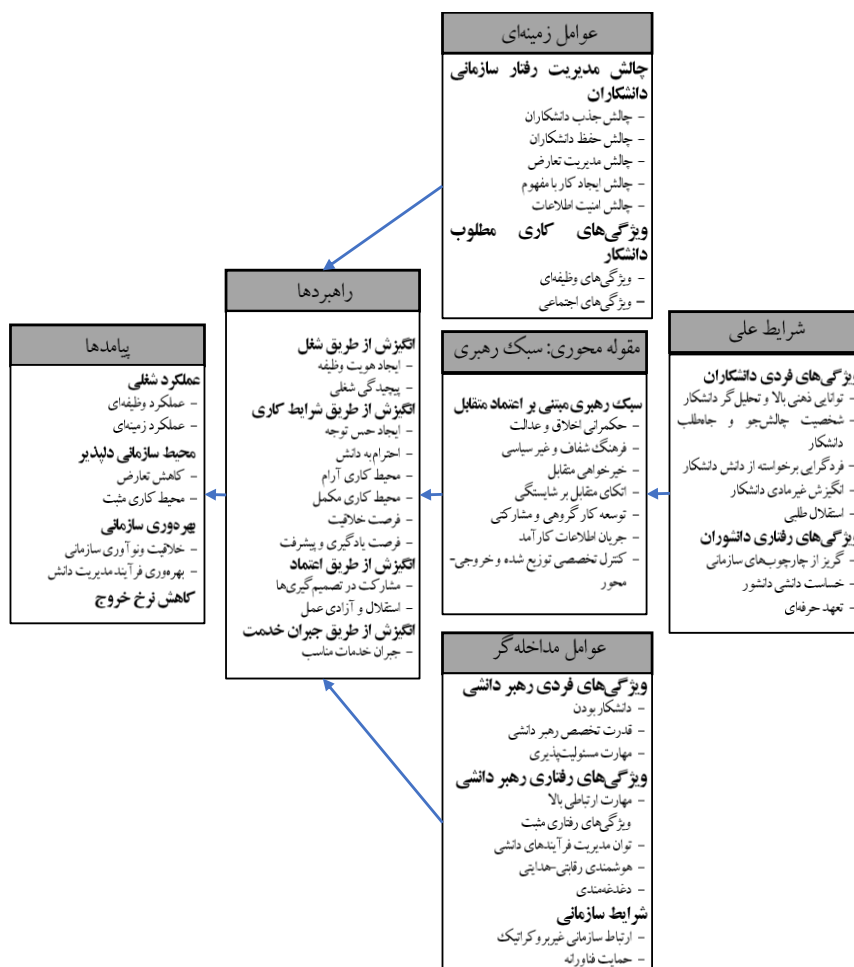 عوامل زمینه‌ای
چالش مدیریت رفتار سازمانی
دانشکاران
- چالش جذب دانشکاران
- چالش حفظ دانشکاران
- چالش مدیریت تعارض
- چالش ایجاد کار با مفهوم
- چالش امنیت اطلاعات
ویژگی‌های کاری مطلوب
دانشکار
- ویژگی‌های وظیفه‌ای
- ویژگی‌های اجتماعی
شرایط علی
ویژگی‌های فردی دانشکاران
- توانایی ذهنی بالا و تحلیل‌گر دانشکار
- شخصیت چالش‌جو و جاه‌طلب
دانشکار
- فردگرایی برخواسته از دانش دانشکار
- انگیزش غیرمادی دانشکار
- استقلال طلبی
ویژگی‌های رفتاری دانشوران
- گریز از چارچوب‌های سازمانی
- خساست دانشی دانشور
- تعهد حرفه‌ای
مقوله محوری: سبک رهبری
سبک رهبری مبتنی بر اعتماد متقابل
- حکمرانی اخلاق و عدالت
- فرهنگ شفاف و غیر سیاسی
- خیرخواهی متقابل
- اتکای متقابل بر شایستگی
- توسعه کار گروهی و مشارکتی
- جریان اطلاعات کارآمد
- کنترل تخصصی توزیع شده و خروجی-
محور
راهبردها
انگیزش از طریق شغل
- ایجاد هویت وظیفه
- پیچیدگی شغلی
انگیزش از طریق شرایط کاری
- ایجاد حس توجه
- احترام به دانش
- محیط کاری آرام
- محیط کاری مکمل
- فرصت خلاقیت
- فرصت یادگیری و پیشرفت
انگیزش از طریق اعتماد
- مشارکت در تصمیم‌گیری‌ها
- استقلال و آزادی عمل
انگیزش از طریق جبران خدمت
- جبران خدمات مناسب
پیامدها
عملکرد شغلی
- عملکرد وظیفه‌ای
- عملکرد زمینه‌ای
محیط سازمانی دلپذیر
- کاهش تعارض
- محیط کاری مثبت
بهره‌وری سازمانی
- خلاقیت ونوآوری سازمانی
- بهره‌وری فرآیند مدیریت دانش
کاهش نرخ خروج
عوامل مداخله‌گر
ویژگی‌های فردی رهبر دانشی
- دانشکار بودن
- قدرت تخصص رهبر دانشی
- مهارت مسئولیت‌پذیری
ویژگی‌های رفتاری رهبر دانشی
- مهارت ارتباطی بالا
ویژگی‌های رفتاری مثبت
- توان مدیریت فرآیندهای دانشی
- هوشمندی رقابتی-هدایتی
- دغدغه‌مندی
شرایط سازمانی
- ارتباط سازمانی غیربروکراتیک
- حمایت فناورانه